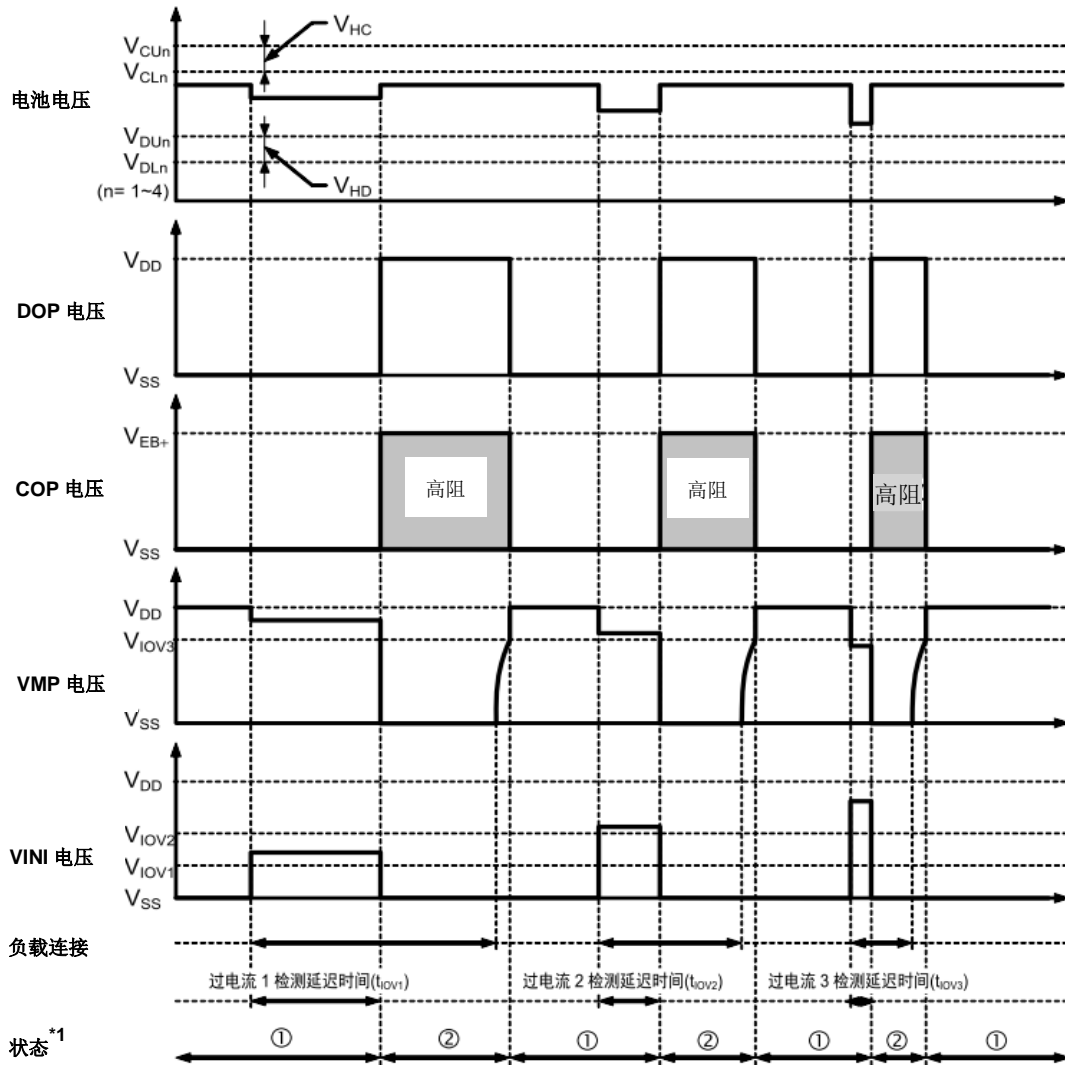 V_CUn
V_HC
V_CLn
电池电压
V_DUn
V_DLn
V_HD
(n= 1~4)
V_DD
DOP 电压
V_SS
V_EB+
COP 电压
高阻
高阻
高阻
V_SS
V_DD
V_IOV3
VMP 电压
V_SS
V_DD
V_IOV2
VINI 电压
V_IOV1
V_SS
负载连接
过电流 1 检测延迟时间(t_IOV1)
过电流 2 检测延迟时间(t_IOV2)
过电流 3 检测延迟时间(t_IOV3)
状态*1
① ② ① ② ① ② ①